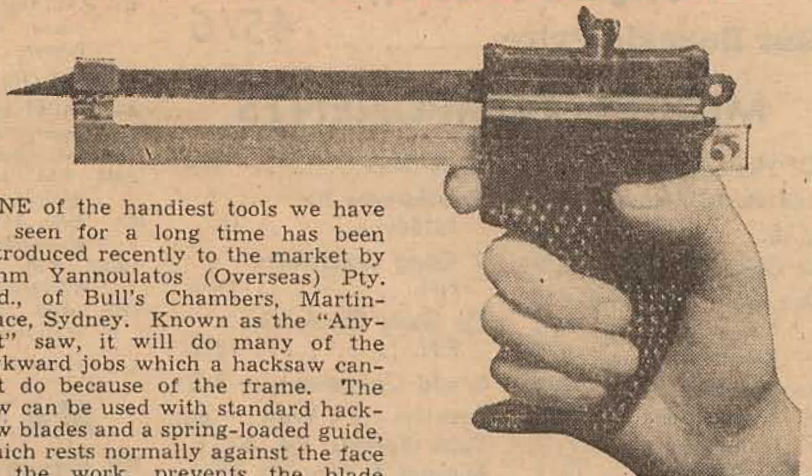 NE of the handiest tools we have
seen for a long time has been
troduced recently to the market by
hm Yannoulatos (Overseas) Pty.
d., of Bull's Chambers, Martin-
ace, Sydney. Known as the "Any-
t" saw, it will do many of the
kward jobs which a hacksaw can-
t do because of the frame. The
w can be used with standard hack-
w blades and a spring-loaded guide,
hich rests normally against the face
the work, prevents the blade